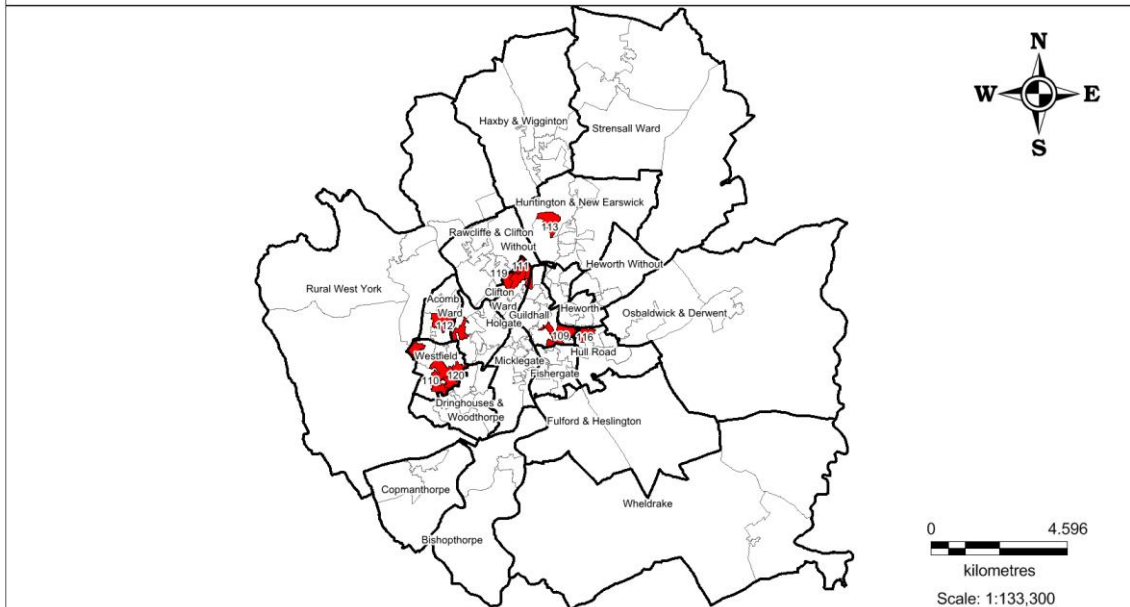 N
W E
S
Haxby & Wigginton
Strensall Ward
Huntington & New Earswick
113
Rawcliffe & Clifton
Without
111
119
Heworth Without
Rural West York
Clifton
Ward
Acomb
Ward
112
Guildhall
Heworth
Osbaldwick & Derwent
Holgate
109
116
Hull Road
Westfield
Micklegate
110
120
Fishergate
Dringhouses &
Woodthorpe
Fulford & Heslington
Copmanthorpe
Wheldrake
Bishopthorpe
0 4.596
kilometres
Scale: 1:133,300